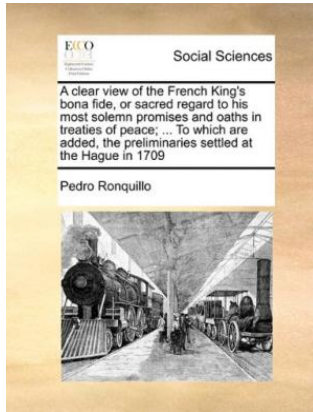 ECCO
Social Sciences
A clear view of the French King's
bona fide, or sacred regard to his
most solemn promises and oaths in
treaties of peace; ... To which are
added, the preliminaries settled at
the Hague in 1709
Pedro Ronquillo